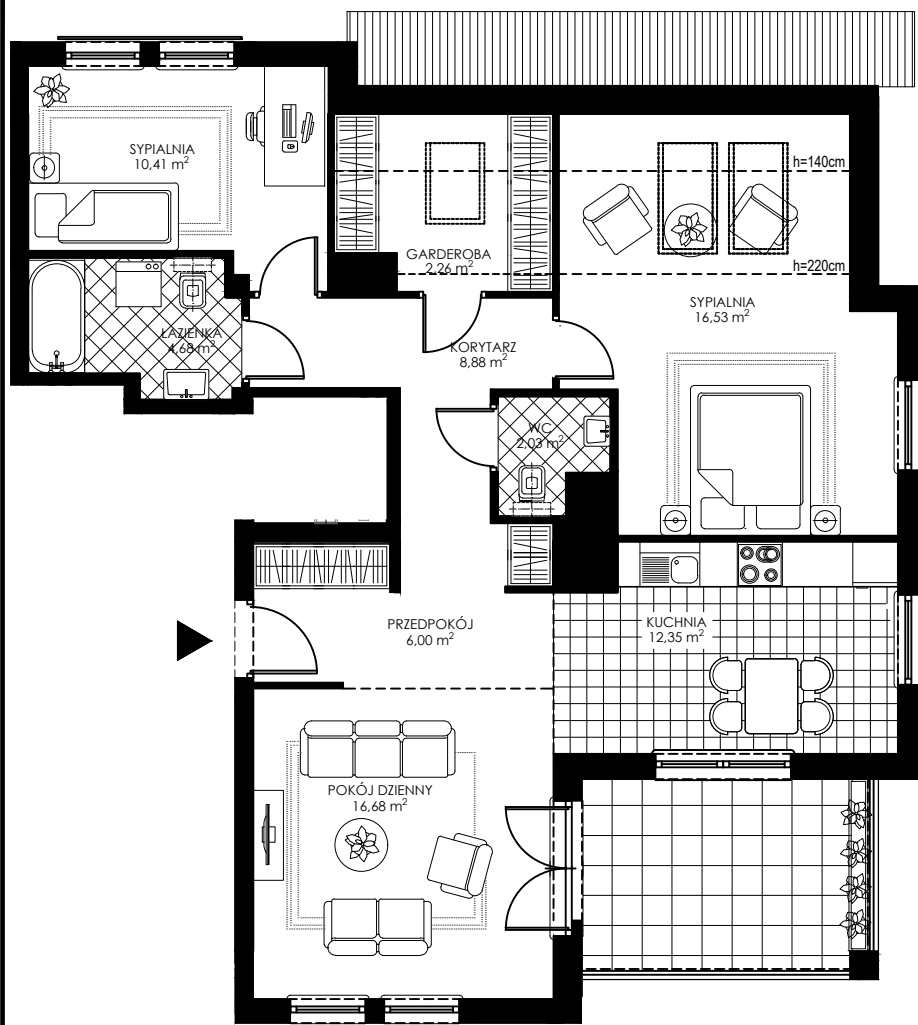 SYPIALNIA
10,41 m²
h=140cm
GARDEROBA
2,26 m²
h=220cm
SYPIALNIA
16,53 m²
ŁAZIENKA
4,68 m²
KORYTARZ
8,88 m²
WC
2,03 m²
PRZEDPOKÓJ
6,00 m²
KUCHNIA
12,35 m²
POKÓJ DZIENNY
16,68 m²